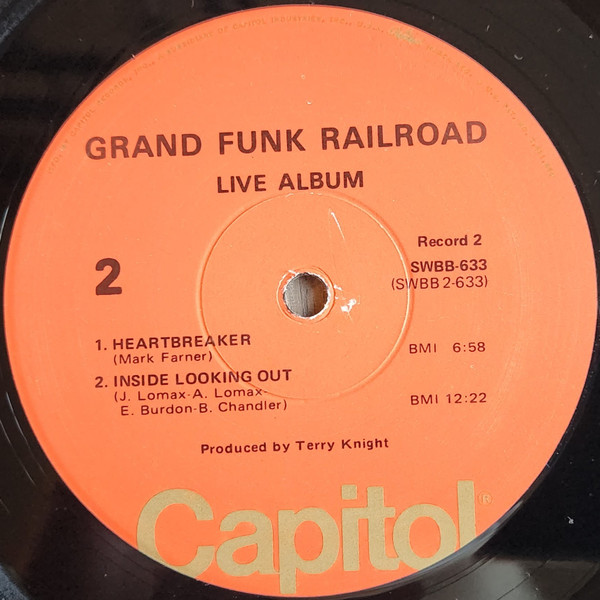 GRAND FUNK RAILROAD
LIVE ALBUM
Record 2
2
SWBB-633
(SWBB 2-633)
1. HEARTBREAKER
(Mark Farner)
BMI 6:58
2. INSIDE LOOKING OUT
(J. Lomax-A. Lomax-
E. Burdon-B. Chandler)
BMI 12:22
Produced by Terry Knight
Capitol®